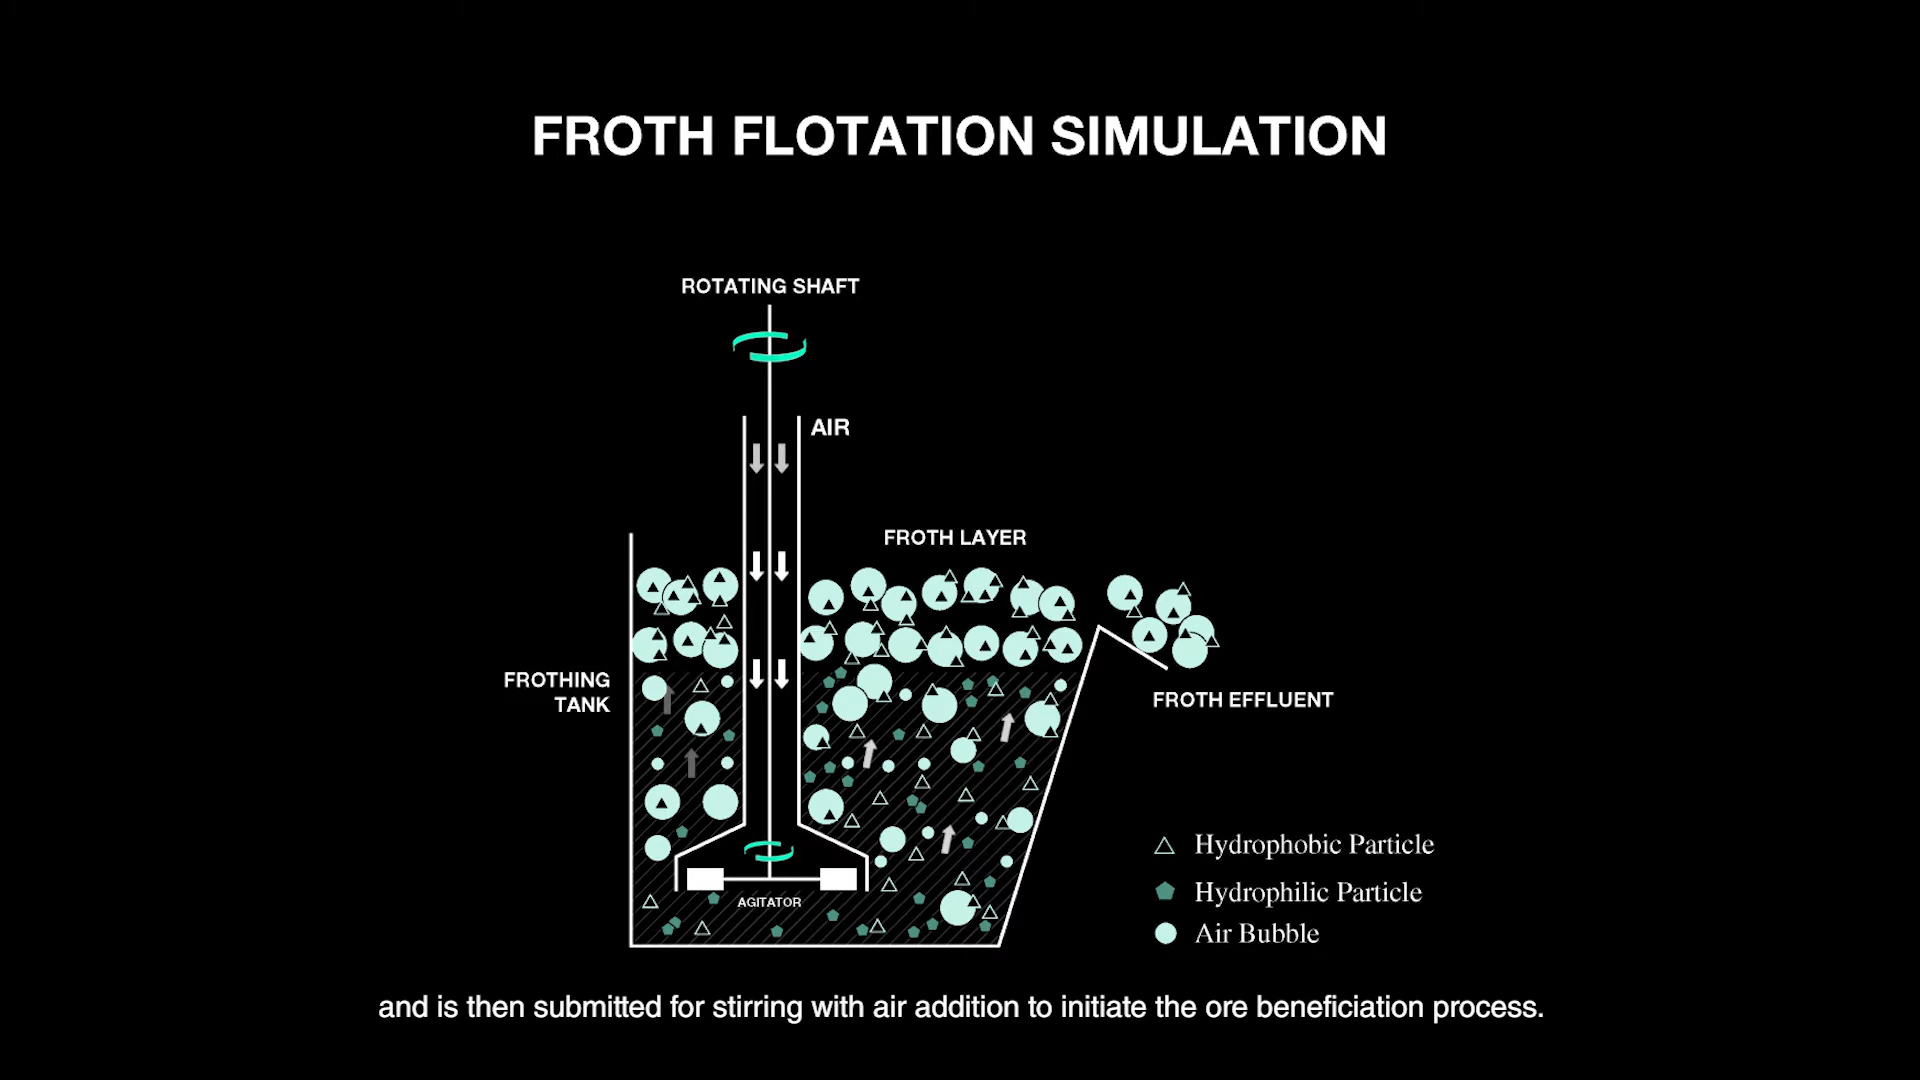 FROTH FLOTATION SIMULATION
ROTATING SHAFT
AIR
FROTH LAYER
FROTHING
TANK
FROTH EFFLUENT
Hydrophobic Particle
Hydrophilic Particle
AGITATOR
Air Bubble
and is then submitted for stirring with air addition to initiate the ore beneficiation process.